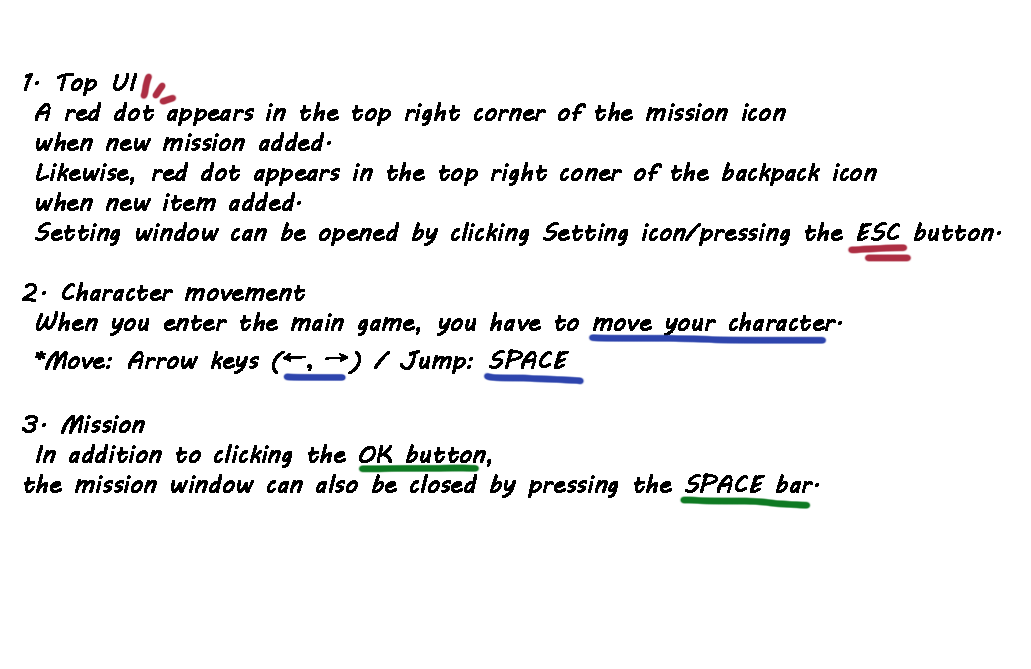 1. Top UI
A red dot appears in the top right corner of the mission icon
when new mission added.
Likewise, red dot appears in the top right coner of the backpack icon
when new item added.
Setting window can be opened by clicking Setting icon/pressing the ESC button.
2. Character movement
When you enter the main game, you have to move your character.
*Move: Arrow keys (←, →) / Jump: SPACE
3. Mission
In addition to clicking the OK button,
the mission window can also be closed by pressing the SPACE bar.